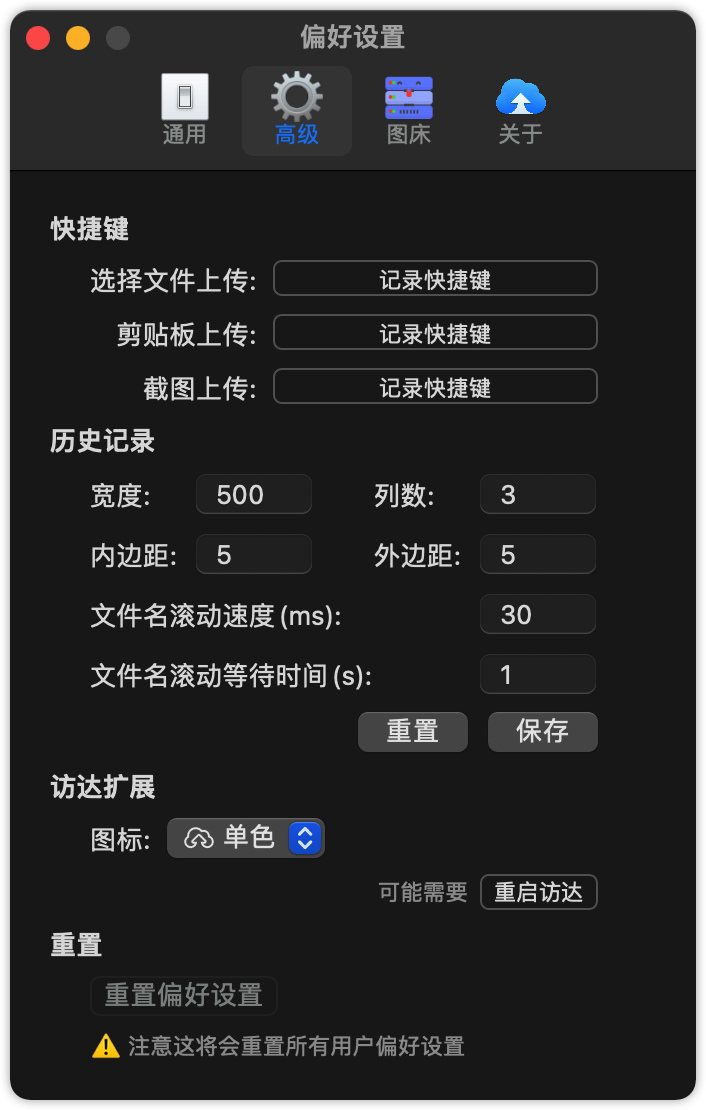 偏好设置
通用 高级 图床 关于
快捷键
选择文件上传: 记录快捷键
剪贴板上传: 记录快捷键
截图上传: 记录快捷键
历史记录
宽度: 500 列数: 3
内边距: 5 外边距: 5
文件名滚动速度(ms): 30
文件名滚动等待时间(s): 1
重置 保存
访达扩展
图标: 单色
可能需要 重启访达
重置
重置偏好设置
⚠️ 注意这将会重置所有用户偏好设置